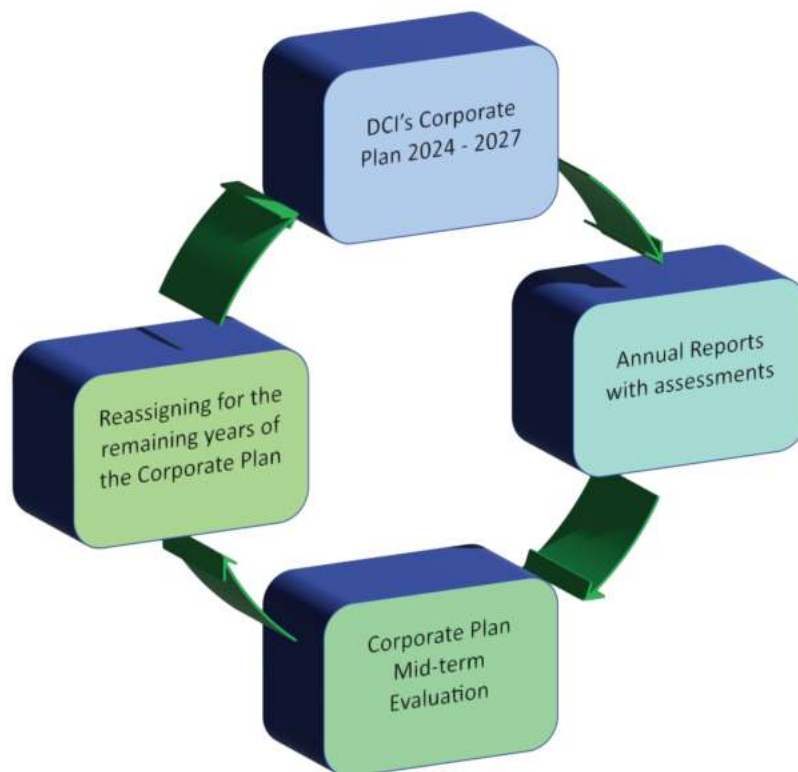 DCI’s Corporate
Plan 2024 - 2027
Annual Reports
with assessments
Corporate Plan
Mid-term
Evaluation
Reassigning for the
remaining years of
the Corporate Plan